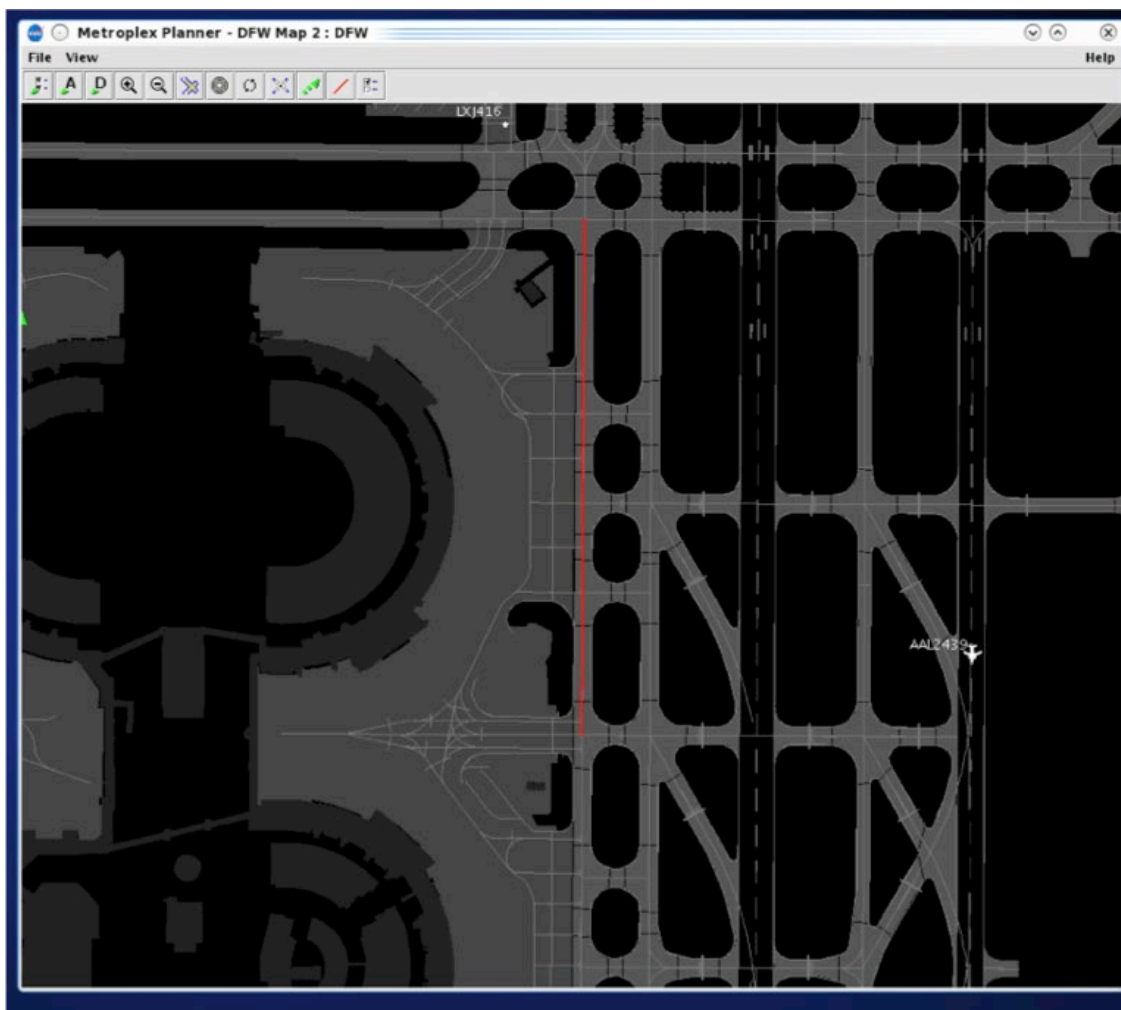 Metroplex Planner - DFW Map 2 : DFW
File View Help
A D
LXJ416
AAL2439